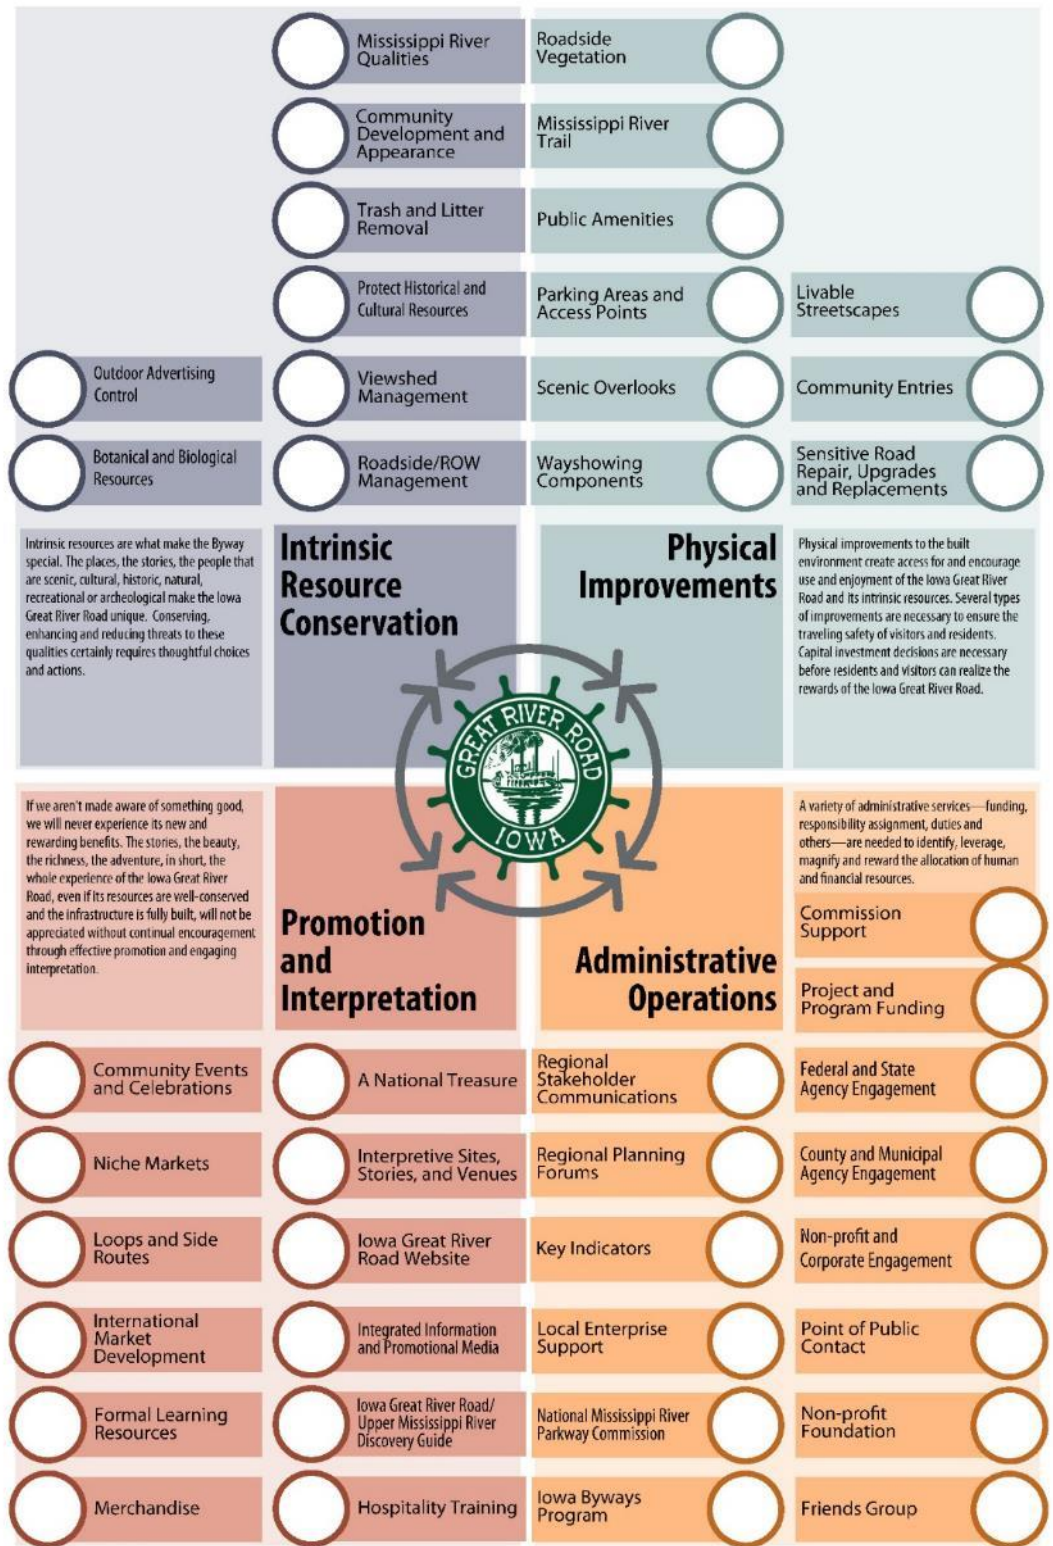 Mississippi River
Qualities
Community
Development and
Appearance
Trash and Litter
Removal
Protect Historical and
Cultural Resources
Outdoor Advertising
Control
Viewshed
Management
Botanical and Biological
Resources
Roadside/ROW
Management
Intrinsic resources are what make the Byway
special. The places, the stories, the people that
are scenic, cultural, historic, natural,
recreational or archeological make the Iowa
Great River Road unique. Conserving,
enhancing and reducing threats to these
qualities certainly requires thoughtful choices
and actions.
Intrinsic
Resource
Conservation
Roadside
Vegetation
Mississippi River
Trail
Public Amenities
Parking Areas and
Access Points
Livable
Streetscapes
Scenic Overlooks
Community Entries
Wayshowing
Components
Sensitive Road
Repair, Upgrades
and Replacements
Physical
Improvements
Physical improvements to the built
environment create access for and encourage
use and enjoyment of the Iowa Great River
Road and its intrinsic resources. Several types
of improvements are necessary to ensure the
traveling safety of visitors and residents.
Capital investment decisions are necessary
before residents and visitors can realize the
rewards of the Iowa Great River Road.
GREAT RIVER ROAD
IOWA
If we aren't made aware of something good,
we will never experience its new and
rewarding benefits. The stories, the beauty,
the richness, the adventure, in short, the
whole experience of the Iowa Great River
Road, even if its resources are well-conserved
and the infrastructure is fully built, will not be
appreciated without continual encouragement
through effective promotion and engaging
interpretation.
Promotion
and
Interpretation
Community Events
and Celebrations
A National Treasure
Niche Markets
Interpretive Sites,
Stories, and Venues
Loops and Side
Routes
Iowa Great River
Road Website
International
Market
Development
Integrated Information
and Promotional Media
Formal Learning
Resources
Iowa Great River Road/
Upper Mississippi River
Discovery Guide
Merchandise
Hospitality Training
Administrative
Operations
A variety of administrative services—funding,
responsibility assignment, duties and
others—are needed to identify, leverage,
magnify and reward the allocation of human
and financial resources.
Commission
Support
Project and
Program Funding
Regional
Stakeholder
Communications
Federal and State
Agency Engagement
Regional Planning
Forums
County and Municipal
Agency Engagement
Key Indicators
Non-profit and
Corporate Engagement
Local Enterprise
Support
Point of Public
Contact
National Mississippi River
Parkway Commission
Non-profit
Foundation
Iowa Byways
Program
Friends Group